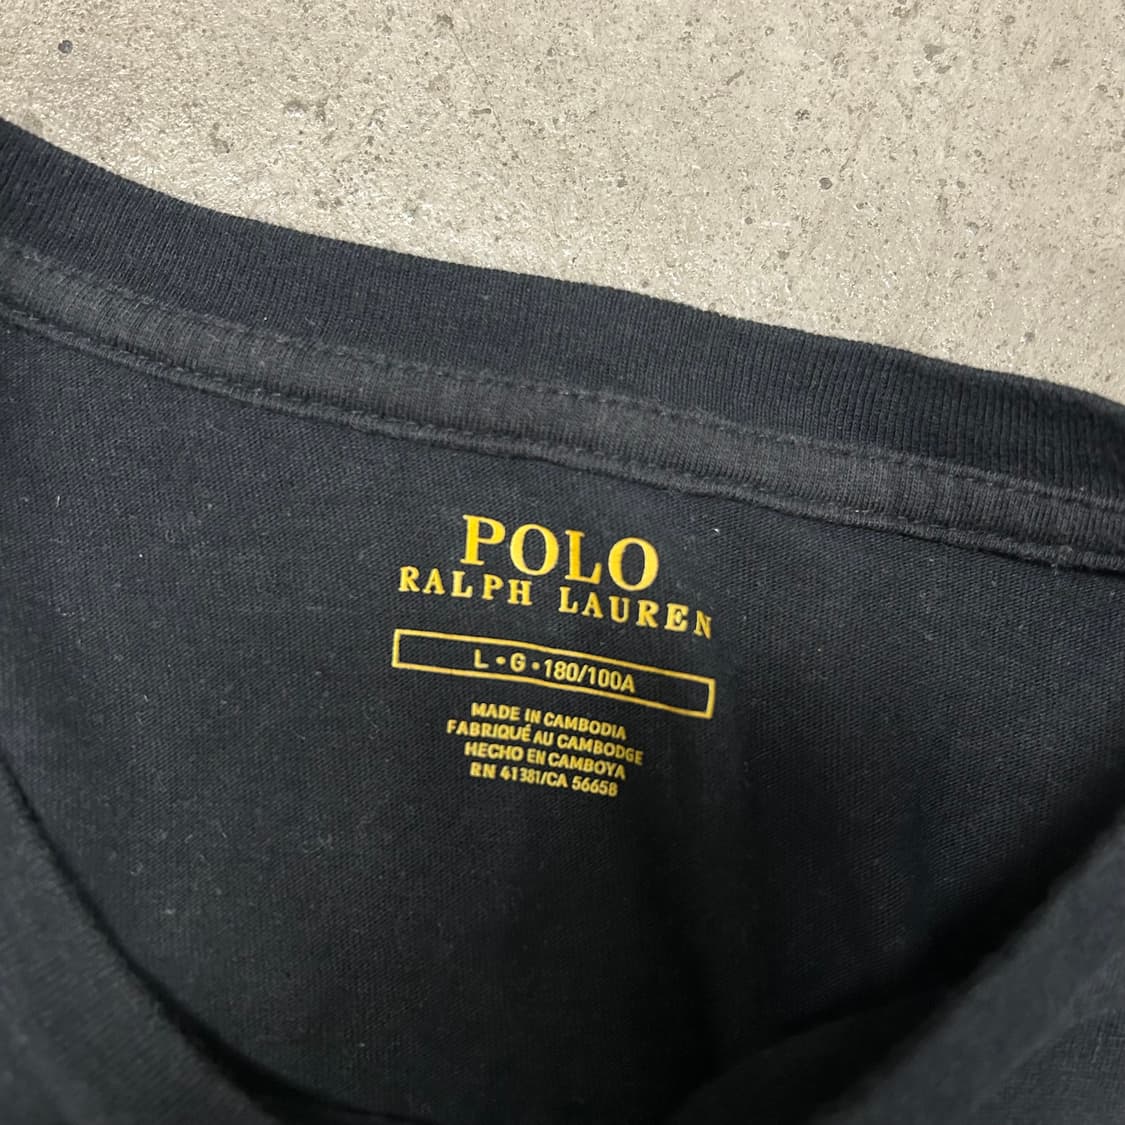 POLO
RALPH LAUREN
L • G • 180/100A
MADE IN CAMBODIA
FABRIQUÉ AU CAMBODGE
HECHO EN CAMBOYA
RN 41381/CA 56658